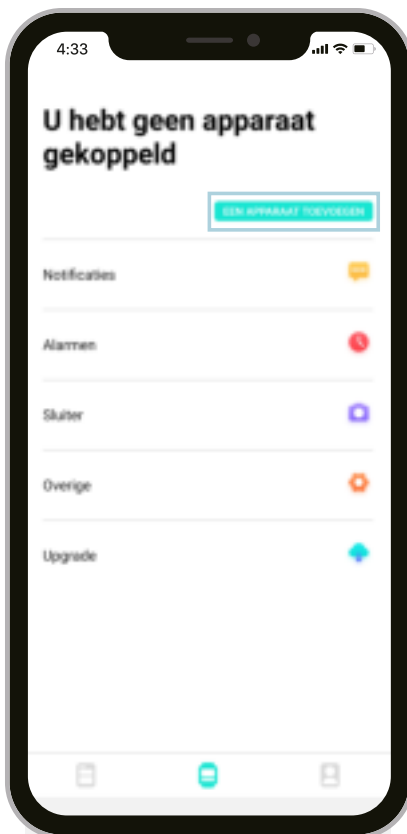 4:33
U hebt geen apparaat
gekoppeld
EEN APPARAAT TOEVOEGEN
Notificaties
Alarmen
Sluiter
Overige
Upgrade